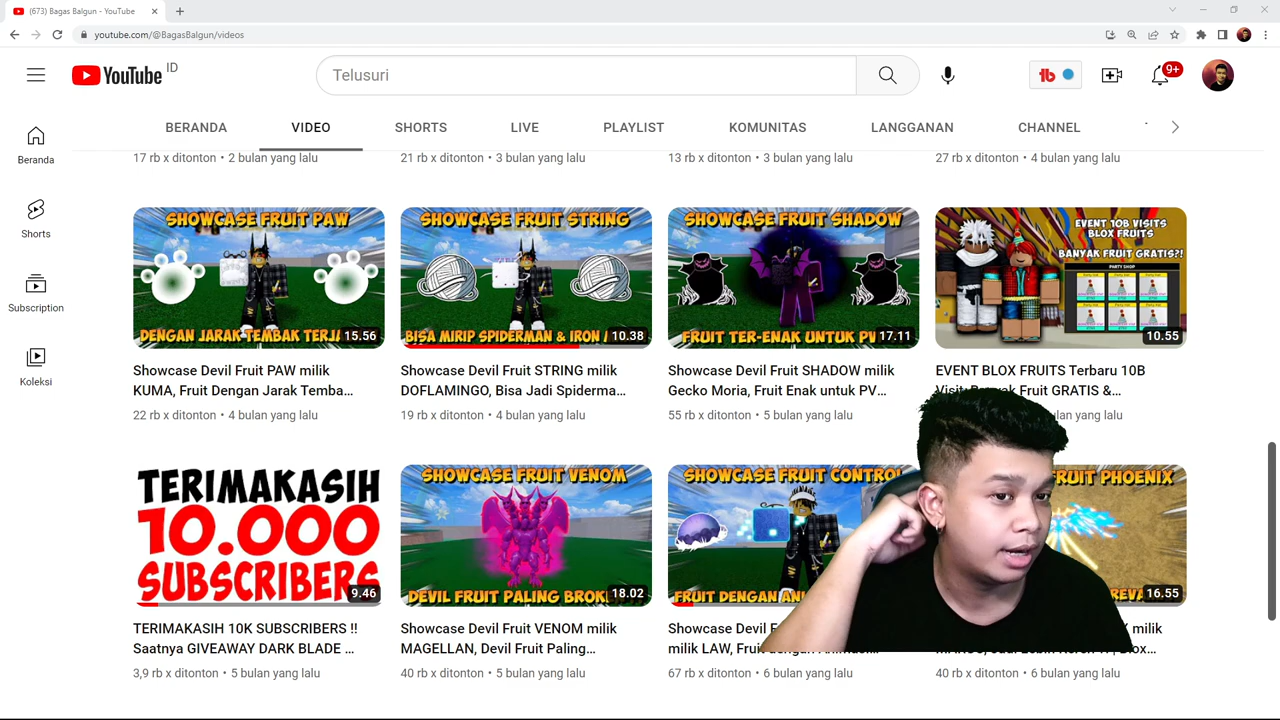 (673) Bagas Balgun - YouTube
youtube.com/@BagasBalgun/videos
YouTube ID
Telusuri
9+
BERANDA
VIDEO
SHORTS
LIVE
PLAYLIST
KOMUNITAS
LANGGANAN
CHANNEL
Beranda
Shorts
Subscription
Koleksi
17 rb x ditonton • 2 bulan yang lalu
21 rb x ditonton • 3 bulan yang lalu
13 rb x ditonton • 3 bulan yang lalu
27 rb x ditonton • 4 bulan yang lalu
SHOWCASE FRUIT PAW
DENGAN JARAK TEMBAK TERJ
15.56
Showcase Devil Fruit PAW milik
KUMA, Fruit Dengan Jarak Temba…
22 rb x ditonton • 4 bulan yang lalu
SHOWCASE FRUIT STRING
BISA MIRIP SPIDERMAN & IRON
10.38
Showcase Devil Fruit STRING milik
DOFLAMINGO, Bisa Jadi Spiderma…
19 rb x ditonton • 4 bulan yang lalu
SHOWCASE FRUIT SHADOW
FRUIT TER-ENAK UNTUK PV
17.11
Showcase Devil Fruit SHADOW milik
Gecko Moria, Fruit Enak untuk PV…
55 rb x ditonton • 5 bulan yang lalu
EVENT 10B VISITS
BLOX FRUITS
BANYAK FRUIT GRATIS?!
PARTY SHOP
10.55
EVENT BLOX FRUITS Terbaru 10B
Fruit GRATIS &…
bulan yang lalu
TERIMAKASIH
10.000
SUBSCRIBERS
9.46
TERIMAKASIH 10K SUBSCRIBERS !!
Saatnya GIVEAWAY DARK BLADE …
3,9 rb x ditonton • 5 bulan yang lalu
SHOWCASE FRUIT VENOM
DEVIL FRUIT PALING BROK
18.02
Showcase Devil Fruit VENOM milik
MAGELLAN, Devil Fruit Paling…
40 rb x ditonton • 5 bulan yang lalu
SHOWCASE FRUIT CONTRO
FRUIT DENGAN AN
Showcase Devil F
milik LAW, Fruit
67 rb x ditonton • 6 bulan yang lalu
FRUIT PHOENIX
16.55
milik
40 rb x ditonton • 6 bulan yang lalu